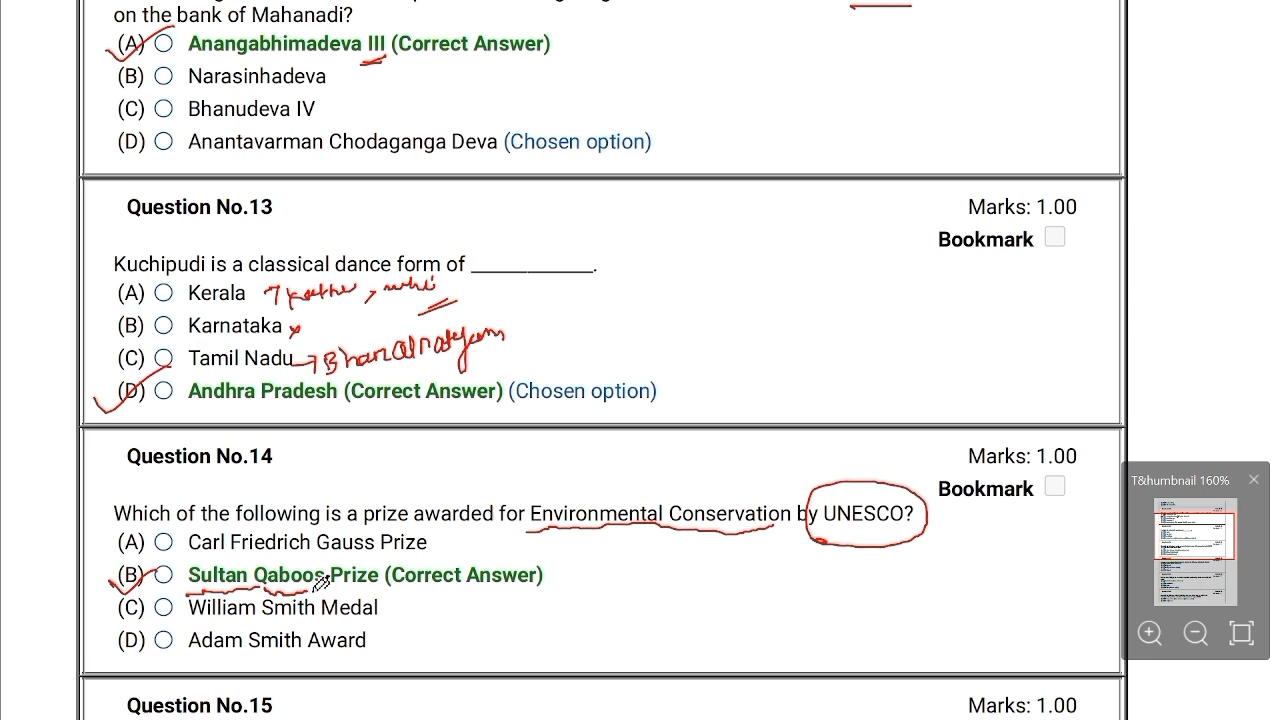 on the bank of Mahanadi?
(A) Anangabhimadeva III (Correct Answer)
(B) Narasinhadeva
(C) Bhanudeva IV
(D) Anantavarman Chodaganga Deva (Chosen option)
Question No.13 Marks: 1.00
Bookmark
Kuchipudi is a classical dance form of ___________.
(A) Kerala
(B) Karnataka x
(C) Tamil Nadu → Bharatnatyam
(D) Andhra Pradesh (Correct Answer) (Chosen option)
Question No.14 Marks: 1.00
Bookmark
Which of the following is a prize awarded for Environmental Conservation by UNESCO?
(A) Carl Friedrich Gauss Prize
(B) Sultan Qaboos Prize (Correct Answer)
(C) William Smith Medal
(D) Adam Smith Award
T&humbnail 160%
Question No.15 Marks: 1.00